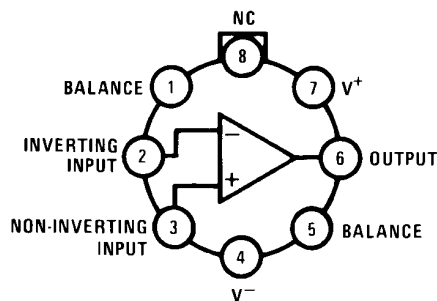 NC
8
BALANCE
1
7
V+
INVERTING
INPUT
2
−
6
OUTPUT
+
NON-INVERTING
INPUT
3
5
BALANCE
4
V−